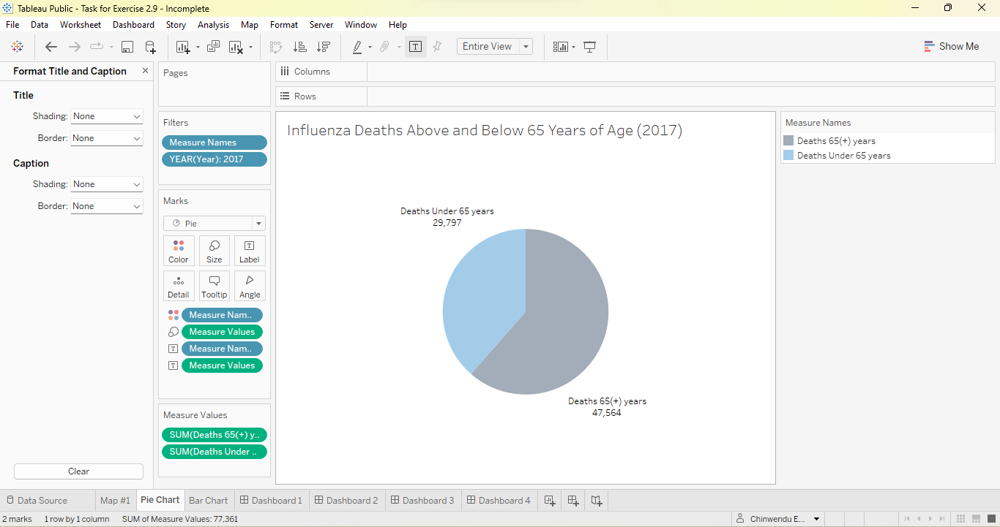 Tableau Public - Task for Exercise 2.9 - Incomplete
File Data Worksheet Dashboard Story Analysis Map Format Server Window Help
T Entire View Show Me
Format Title and Caption
Title
Shading: None
Border: None
Caption
Shading: None
Border: None
Clear
Pages
Filters
Measure Names
YEAR(Year): 2017
Marks
Pie
Color Size Label
Detail Tooltip Angle
Measure Nam..
Measure Values
Measure Nam..
Measure Values
Measure Values
SUM(Deaths 65(+) y..
SUM(Deaths Under ..
Columns
Rows
Influenza Deaths Above and Below 65 Years of Age (2017)
Deaths Under 65 years
29,797
Deaths 65(+) years
47,564
Measure Names
Deaths 65(+) years
Deaths Under 65 years
Data Source Map #1 Pie Chart Bar Chart Dashboard 1 Dashboard 2 Dashboard 3 Dashboard 4
2 marks 1 row by 1 column SUM of Measure Values: 77,361 Chinwendu E...